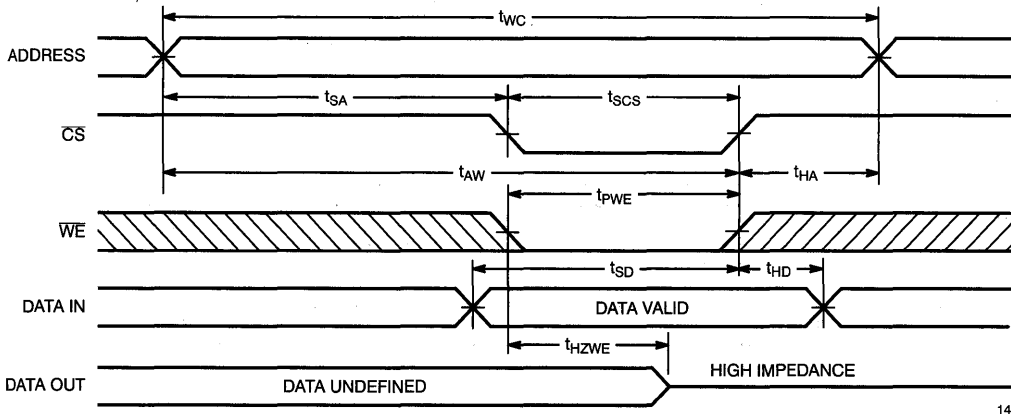 tWC
ADDRESS
tSA
tSCS
CS
tAW
tHA
tPWE
WE
tSD
tHD
DATA IN
DATA VALID
tHZWE
HIGH IMPEDANCE
DATA OUT
DATA UNDEFINED
14